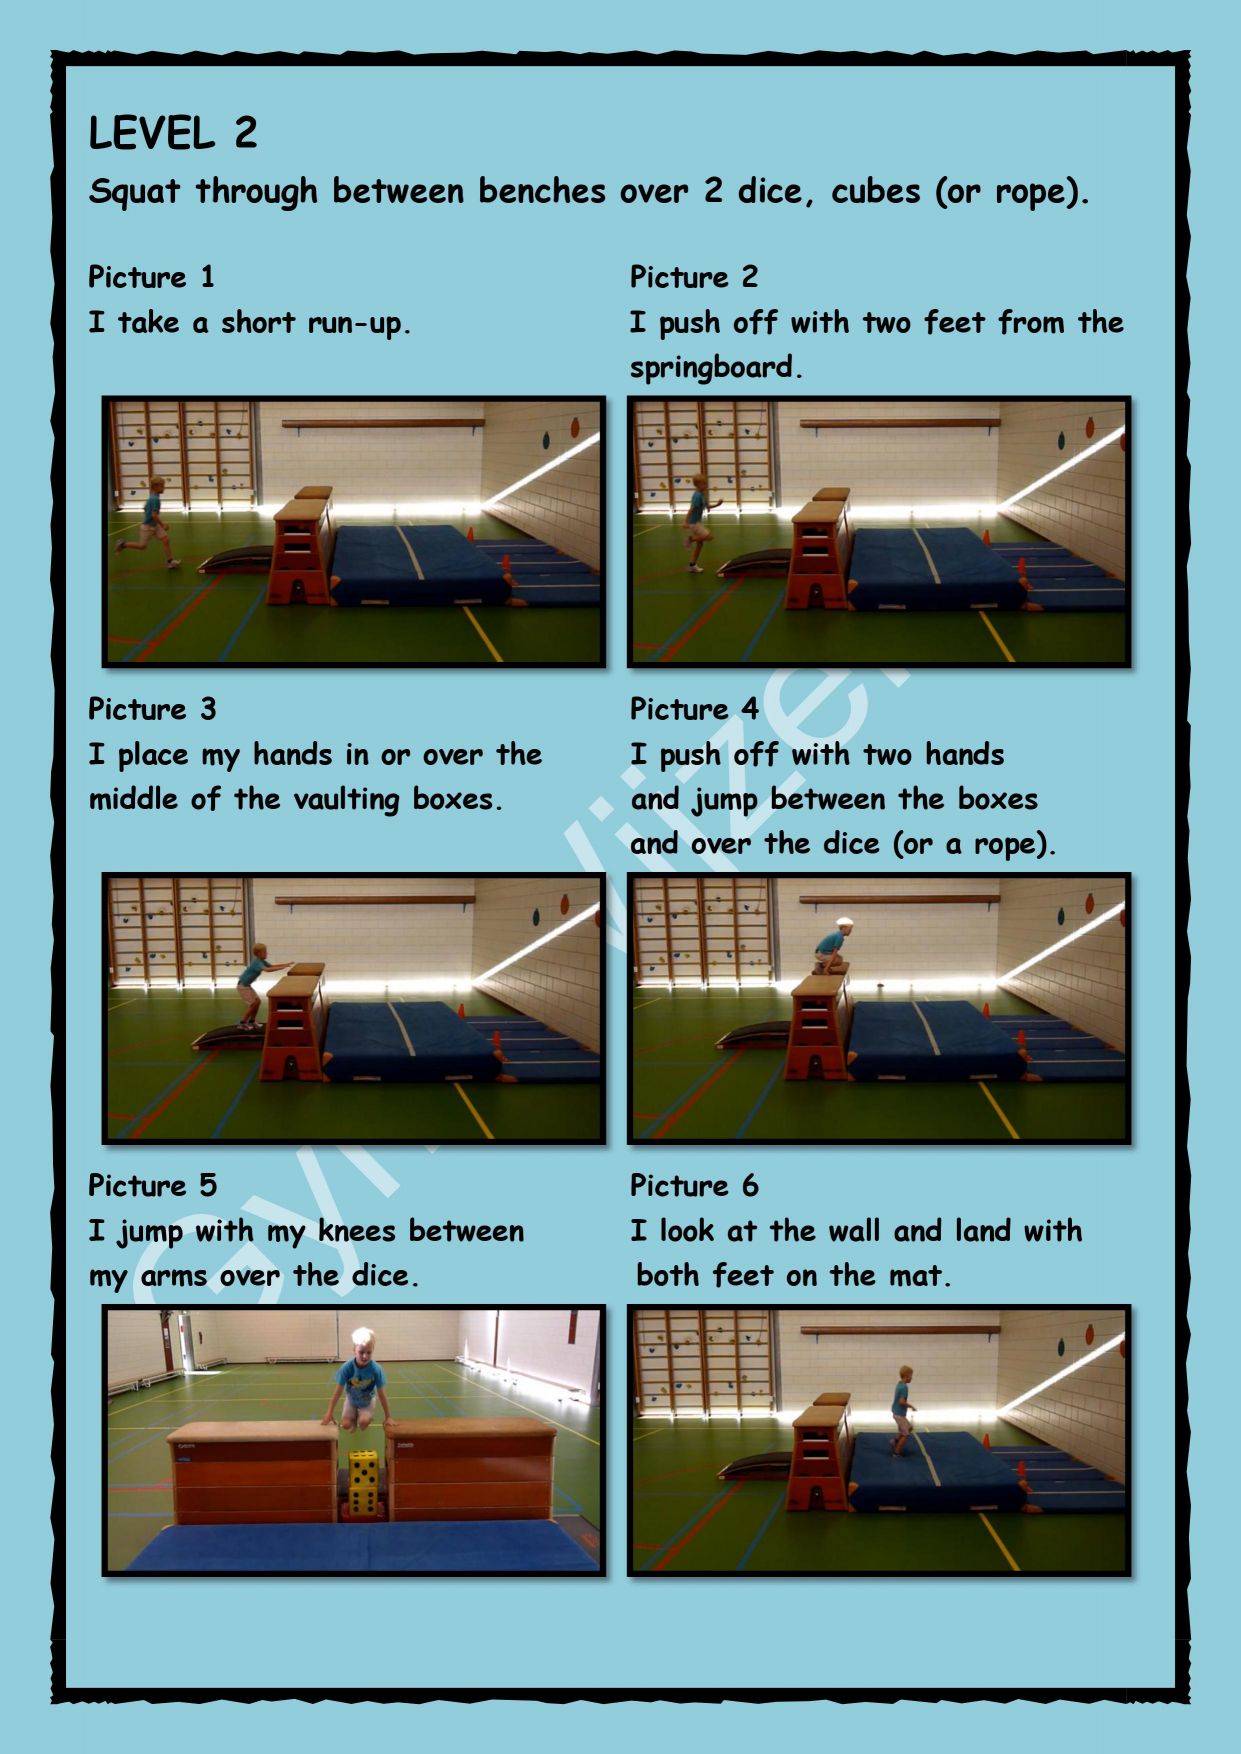 LEVEL 2
Squat through between benches over 2 dice, cubes (or rope).
Picture 1
I take a short run-up.
Picture 2
I push off with two feet from the
springboard.
Picture 3
I place my hands in or over the
middle of the vaulting boxes.
Picture 4
I push off with two hands
and jump between the boxes
and over the dice (or a rope).
Picture 5
I jump with my knees between
my arms over the dice.
Picture 6
I look at the wall and land with
both feet on the mat.